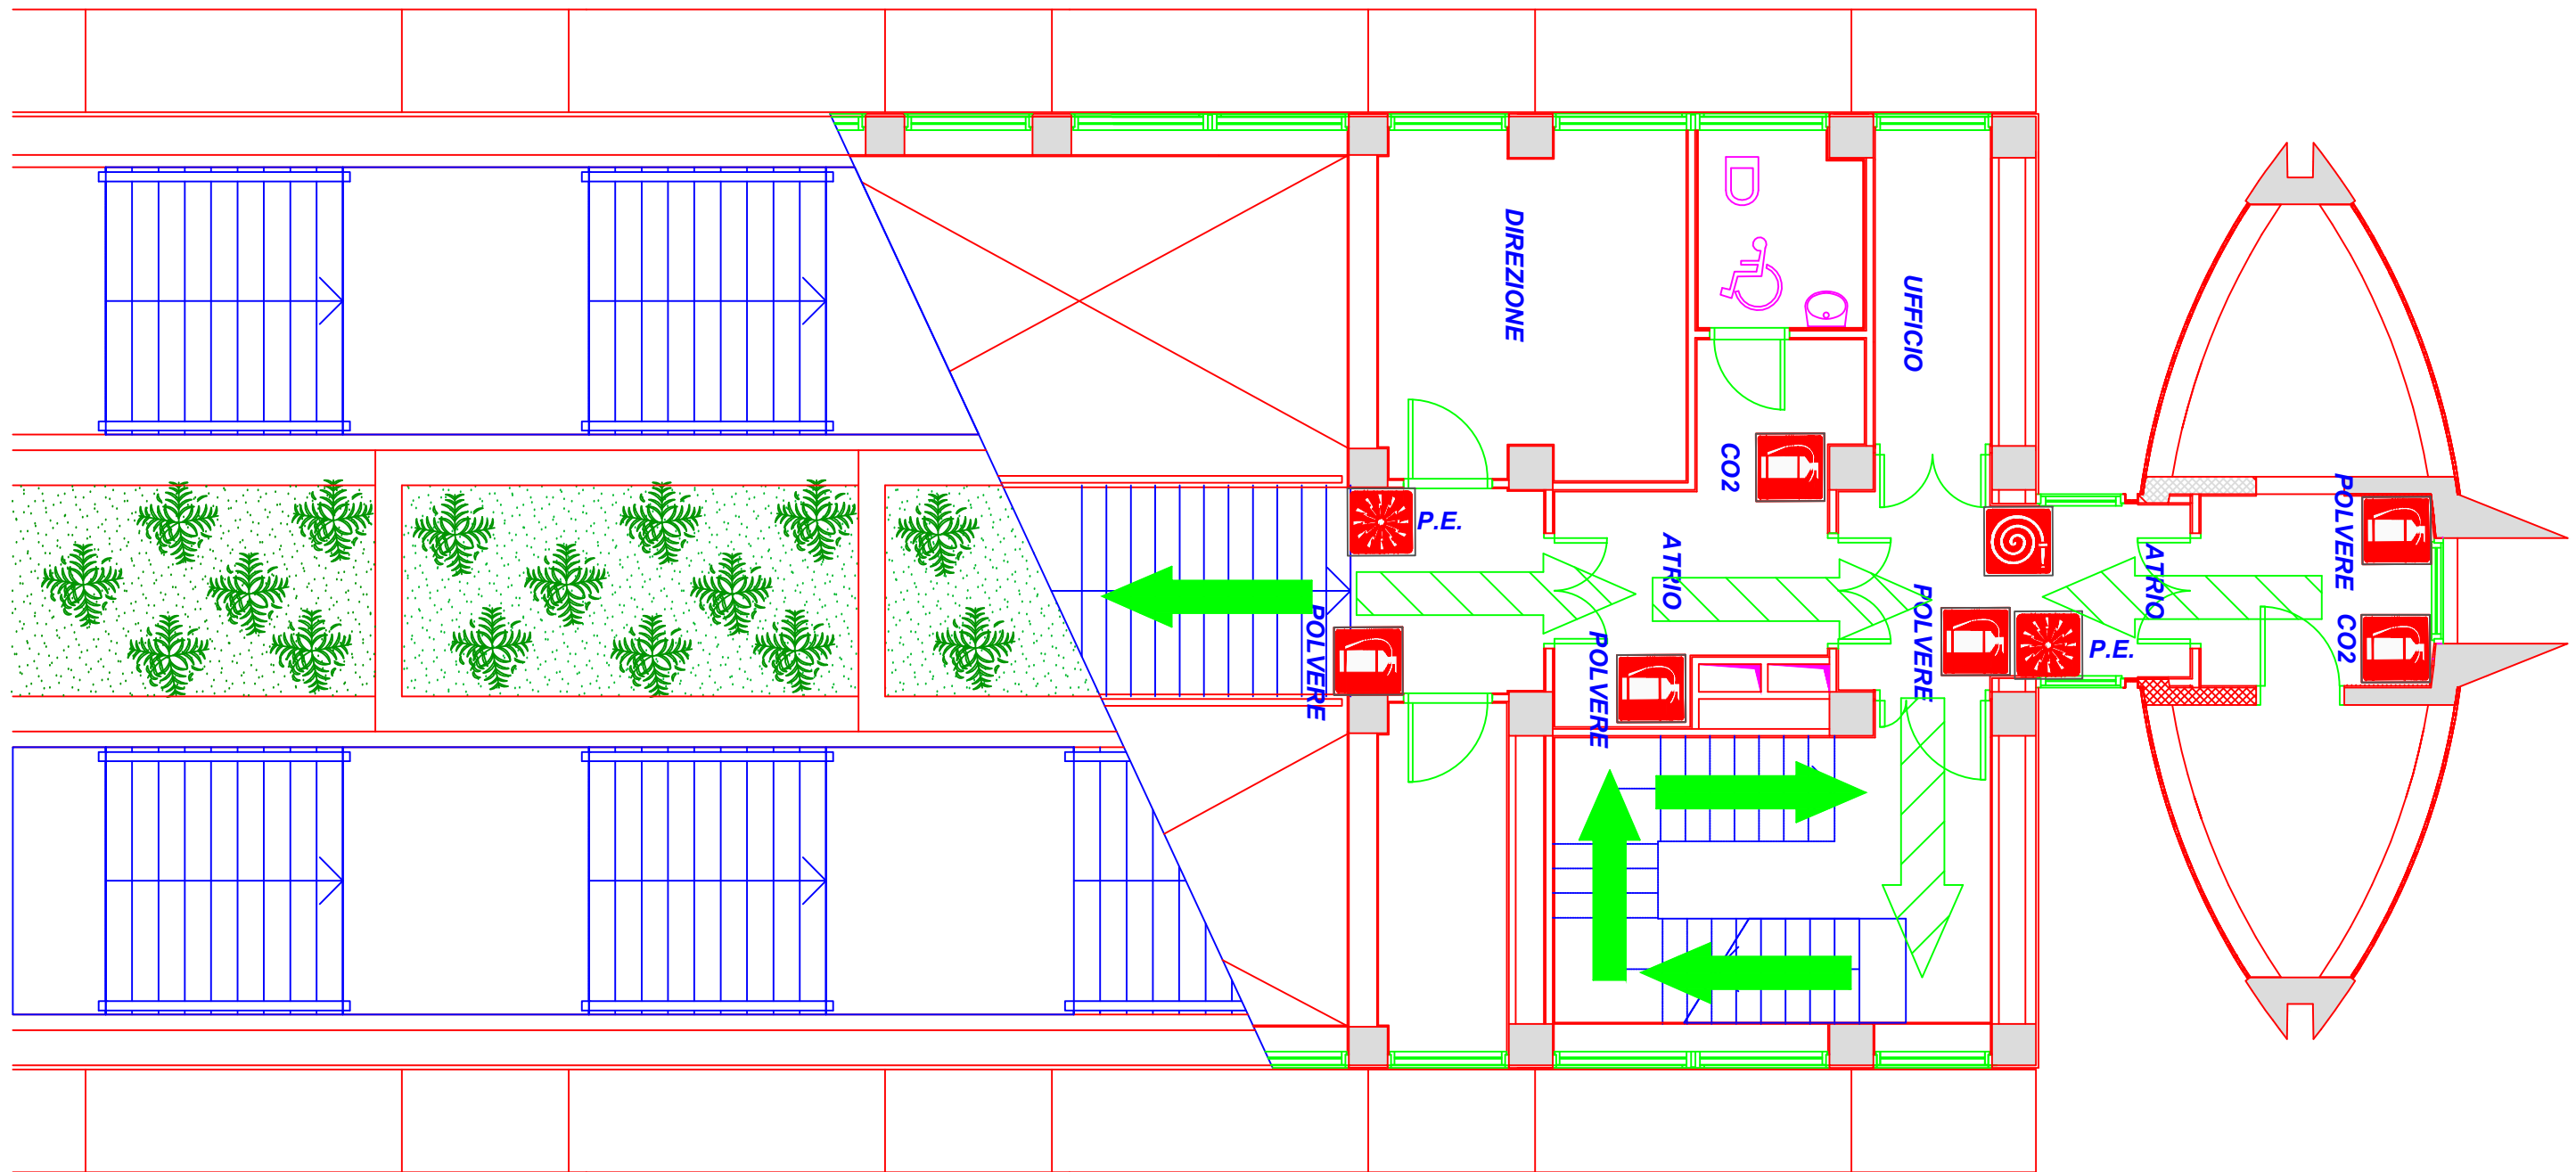 DIREZIONE
UFFICIO
CO2
P.E.
ATRIO
ATRIO
POLVERE
POLVERE
POLVERE
POLVERE
P.E.
CO2